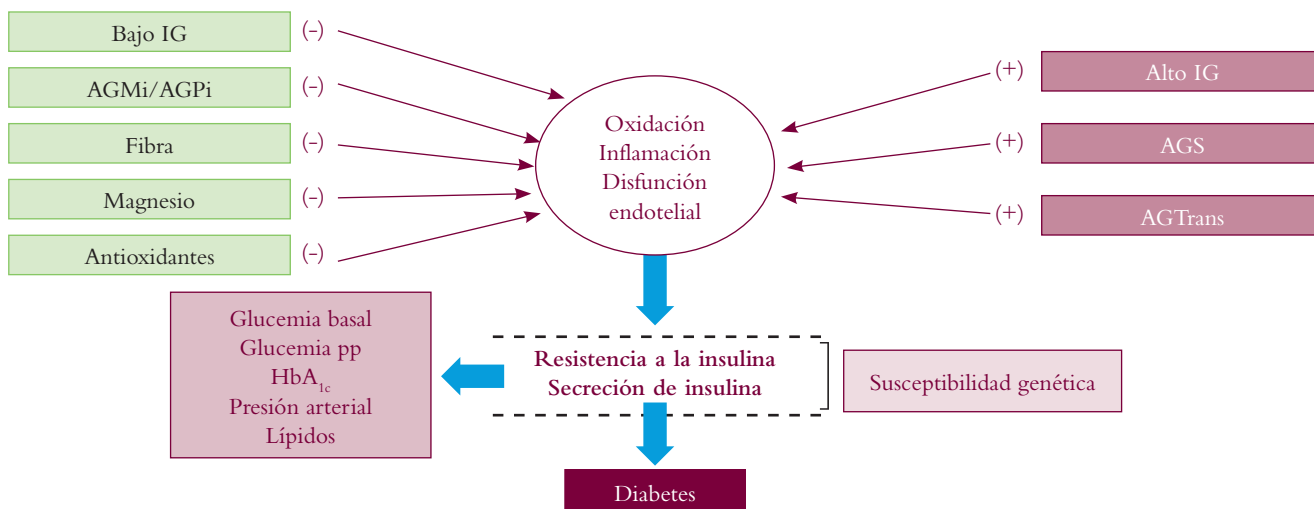 Bajo IG
(-)
AGMi/AGPi
(-)
Fibra
(-)
Magnesio
(-)
Antioxidantes
(-)
Oxidación
Inflamación
Disfunción
endotelial
(+)
Alto IG
(+)
AGS
(+)
AGTrans
Glucemia basal
Glucemia pp
HbA1c
Presión arterial
Lípidos
Resistencia a la insulina
Secreción de insulina
Susceptibilidad genética
Diabetes